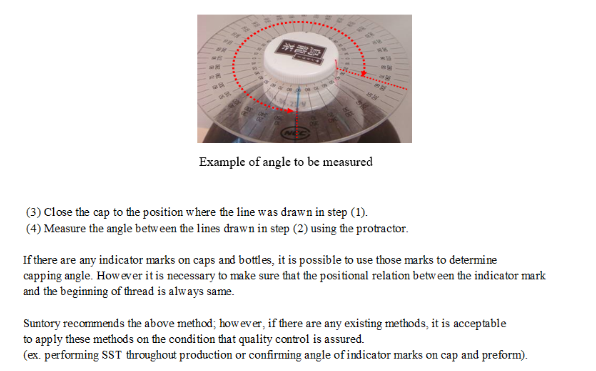 Example of angle to be measured
(3) Close the cap to the position where the line was drawn in step (1).
(4) Measure the angle between the lines drawn in step (2) using the protractor.
If there are any indicator marks on caps and bottles, it is possible to use those marks to determine
capping angle. However it is necessary to make sure that the positional relation between the indicator mark
and the beginning of thread is always same.
Suntory recommends the above method; however, if there are any existing methods, it is acceptable
to apply these methods on the condition that quality control is assured.
(ex. performing SST throughout production or confirming angle of indicator marks on cap and preform).